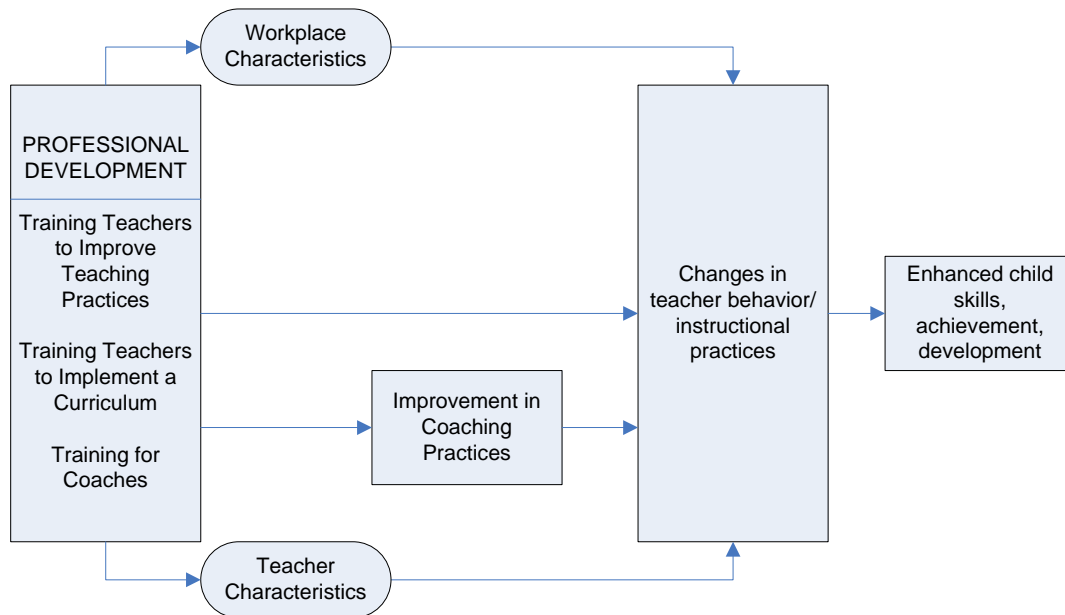 Workplace
Characteristics
PROFESSIONAL
DEVELOPMENT
Training Teachers
to Improve
Teaching
Practices
Training Teachers
to Implement a
Curriculum
Training for
Coaches
Improvement in
Coaching
Practices
Teacher
Characteristics
Changes in
teacher behavior/
instructional
practices
Enhanced child
skills,
achievement,
development